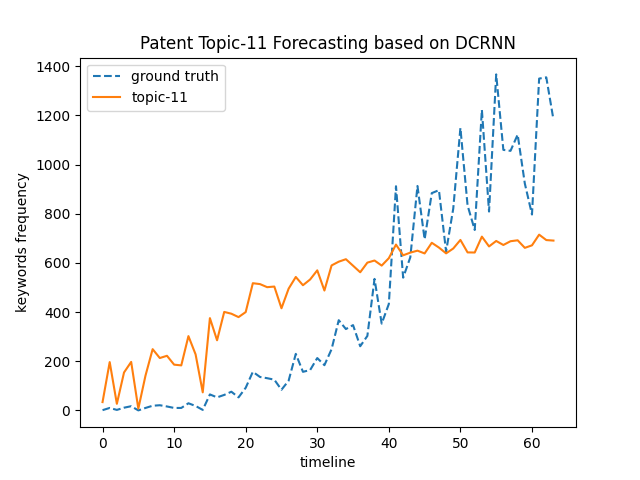 Patent Topic-11 Forecasting based on DCRNN
ground truth
topic-11
keywords frequency
1400
1200
1000
800
600
400
200
0
0 10 20 30 40 50 60
timeline